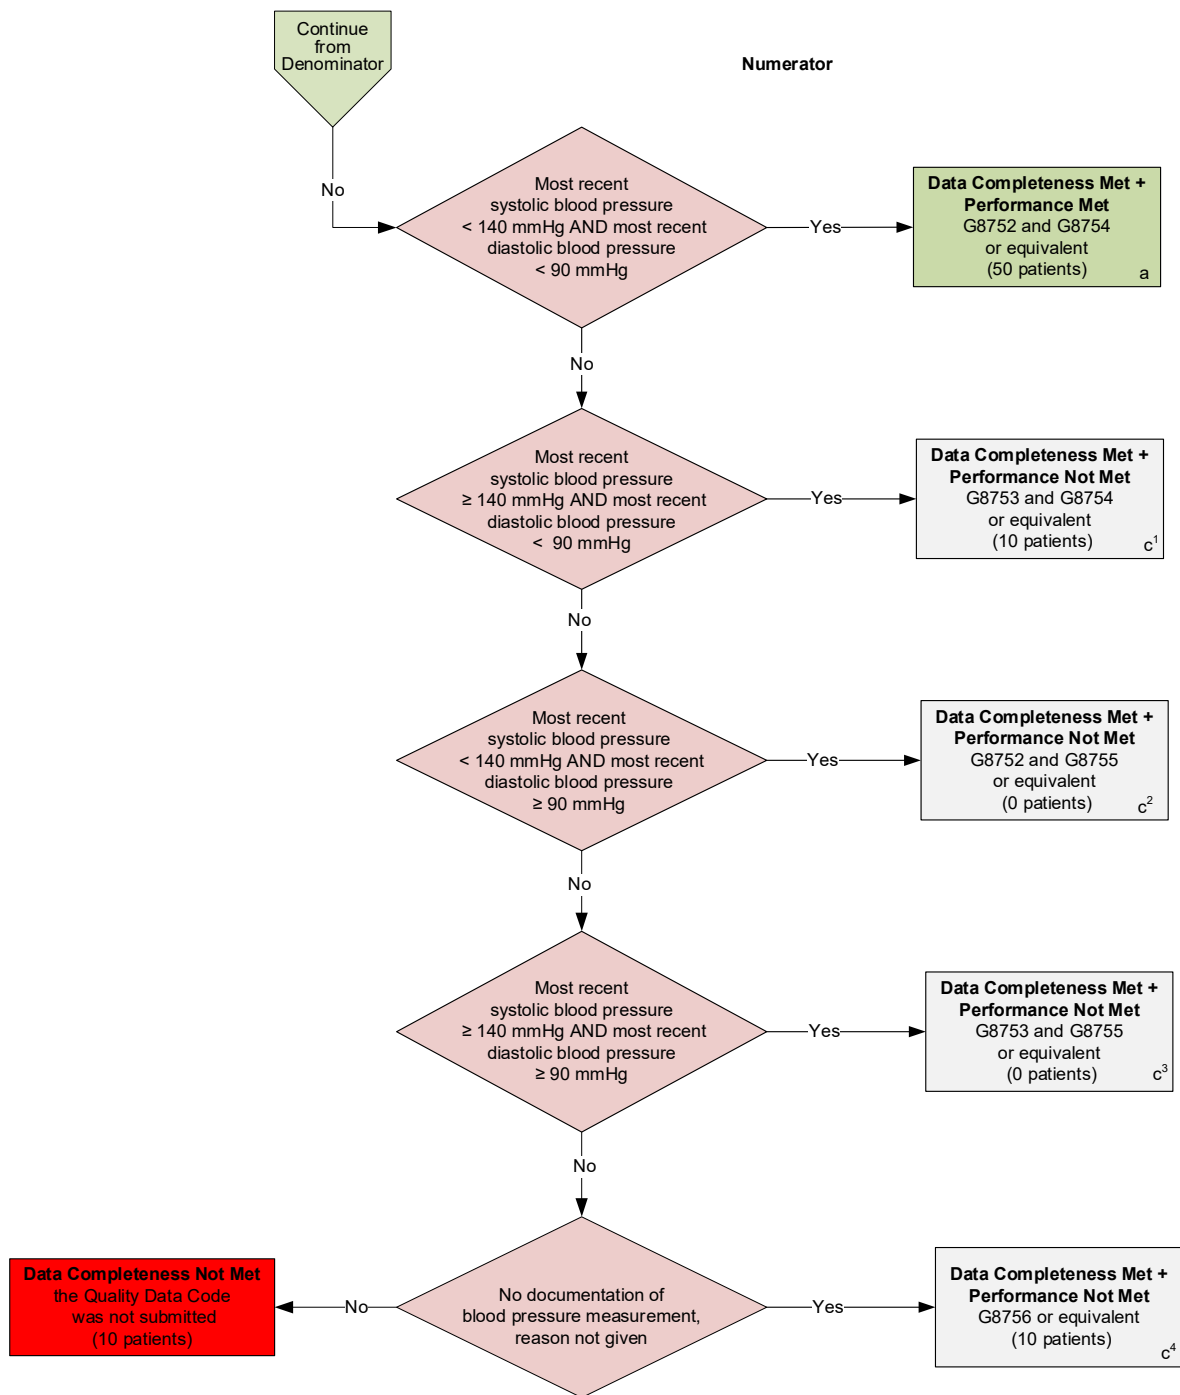 Continue
from
Denominator
Numerator
No
Most recent
systolic blood pressure
< 140 mmHg AND most recent
diastolic blood pressure
< 90 mmHg
Yes
Data Completeness Met +
Performance Met
G8752 and G8754
or equivalent
(50 patients)
a
No
Most recent
systolic blood pressure
≥ 140 mmHg AND most recent
diastolic blood pressure
< 90 mmHg
Yes
Data Completeness Met +
Performance Not Met
G8753 and G8754
or equivalent
(10 patients)
c¹
No
Most recent
systolic blood pressure
< 140 mmHg AND most recent
diastolic blood pressure
≥ 90 mmHg
Yes
Data Completeness Met +
Performance Not Met
G8752 and G8755
or equivalent
(0 patients)
c²
No
Most recent
systolic blood pressure
≥ 140 mmHg AND most recent
diastolic blood pressure
≥ 90 mmHg
Yes
Data Completeness Met +
Performance Not Met
G8753 and G8755
or equivalent
(0 patients)
c³
No
Data Completeness Not Met
the Quality Data Code
was not submitted
(10 patients)
No
No documentation of
blood pressure measurement,
reason not given
Yes
Data Completeness Met +
Performance Not Met
G8756 or equivalent
(10 patients)
c⁴